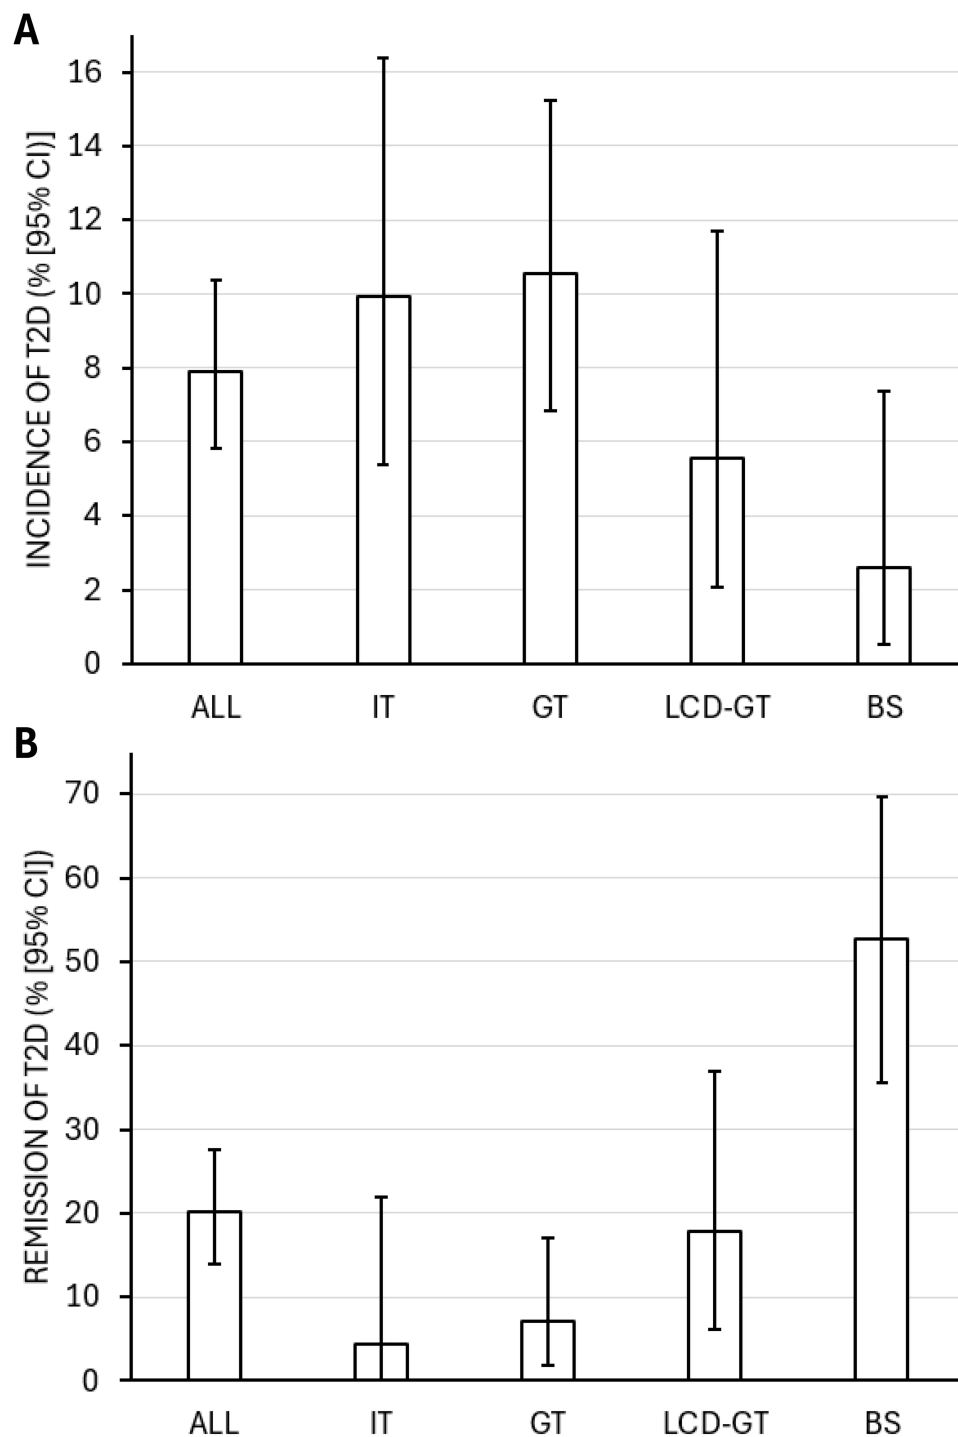 A
INCIDENCE OF T2D (% [95% CI)]
16
14
12
10
8
6
4
2
0
ALL IT GT LCD-GT BS
B
REMISSION OF T2D (% [95% CI])
70
60
50
40
30
20
10
0
ALL IT GT LCD-GT BS